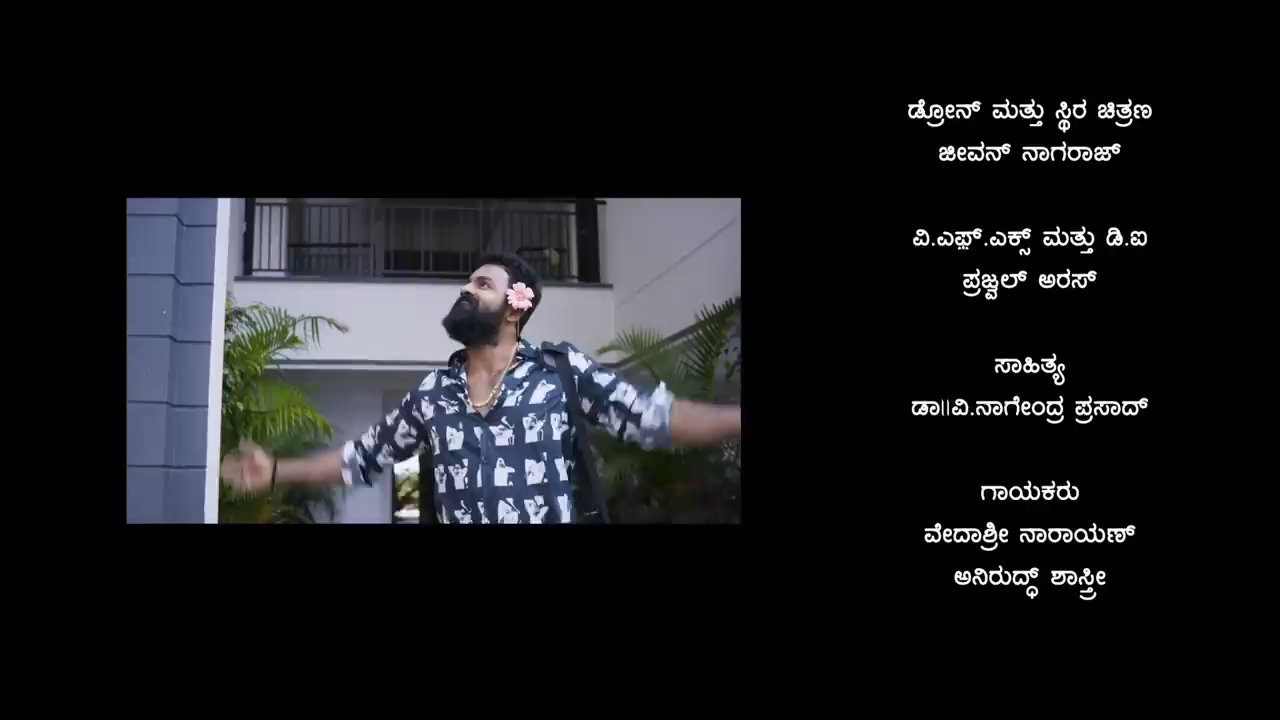 ಡ್ರೋನ್ ಮತ್ತು ಸ್ಥಿರ ಚಿತ್ರಣ
ಜೀವನ್ ನಾಗರಾಜ್
ವಿ.ಎಫ಼್.ಎಕ್ಸ್ ಮತ್ತು ಡಿ.ಐ
ಪ್ರಜ್ವಲ್ ಅರಸ್
ಸಾಹಿತ್ಯ
ಡಾ||ವಿ.ನಾಗೇಂದ್ರ ಪ್ರಸಾದ್
ಗಾಯಕರು
ವೇದಾಶ್ರೀ ನಾರಾಯಣ್
ಅನಿರುದ್ಧ್ ಶಾಸ್ತ್ರೀ